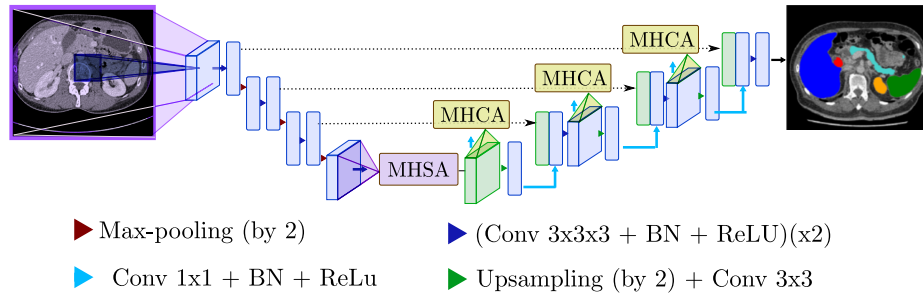 MHCA
MHCA
MHCA
MHSA
Max-pooling (by 2)
(Conv 3x3x3 + BN + ReLU)(x2)
Conv 1x1 + BN + ReLu
Upsampling (by 2) + Conv 3x3